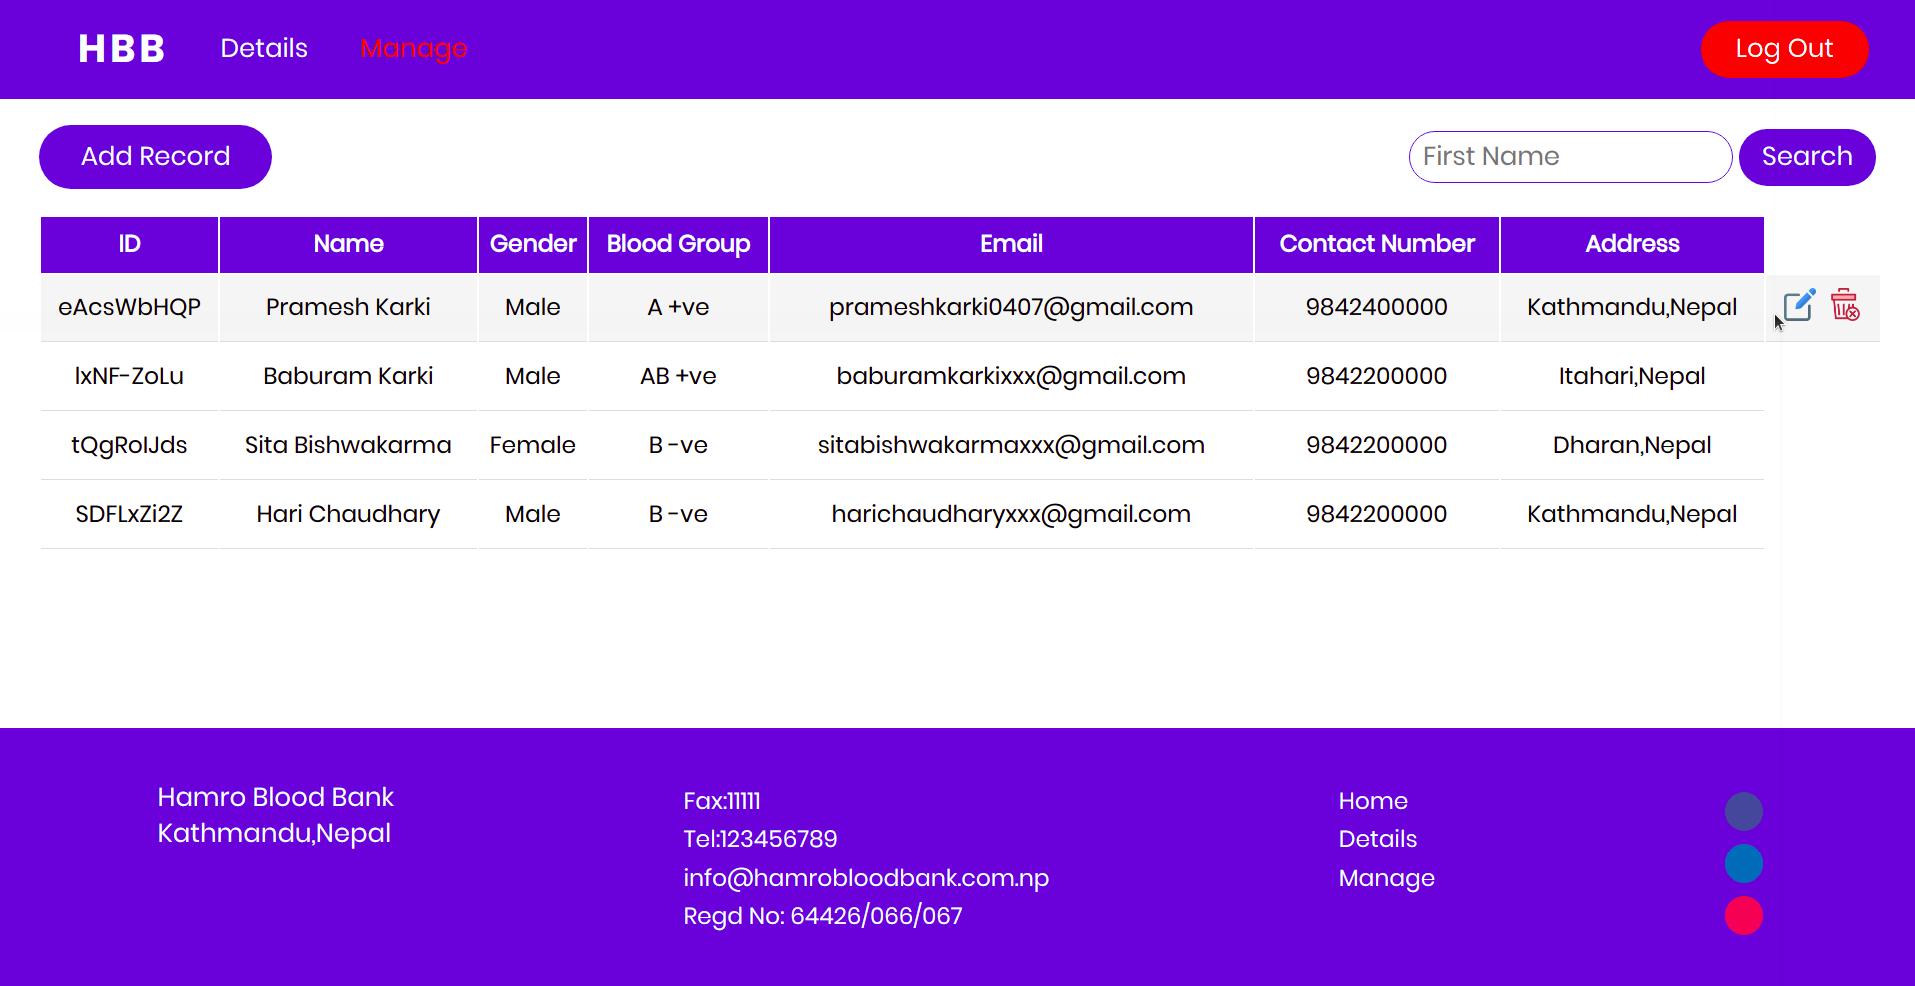 HBB Details Manage Log Out
Add Record First Name Search
ID Name Gender Blood Group Email Contact Number Address
eAcsWbHQP Pramesh Karki Male A +ve prameshkarki0407@gmail.com 9842400000 Kathmandu,Nepal
lxNF-ZoLu Baburam Karki Male AB +ve baburamkarkixxx@gmail.com 9842200000 Itahari,Nepal
tQgRolJds Sita Bishwakarma Female B -ve sitabishwakarmaxxx@gmail.com 9842200000 Dharan,Nepal
SDFLxZi2Z Hari Chaudhary Male B -ve harichaudharyxxx@gmail.com 9842200000 Kathmandu,Nepal
Hamro Blood Bank
Kathmandu,Nepal
Fax:11111
Tel:123456789
info@hamrobloodbank.com.np
Regd No: 64426/066/067
Home
Details
Manage